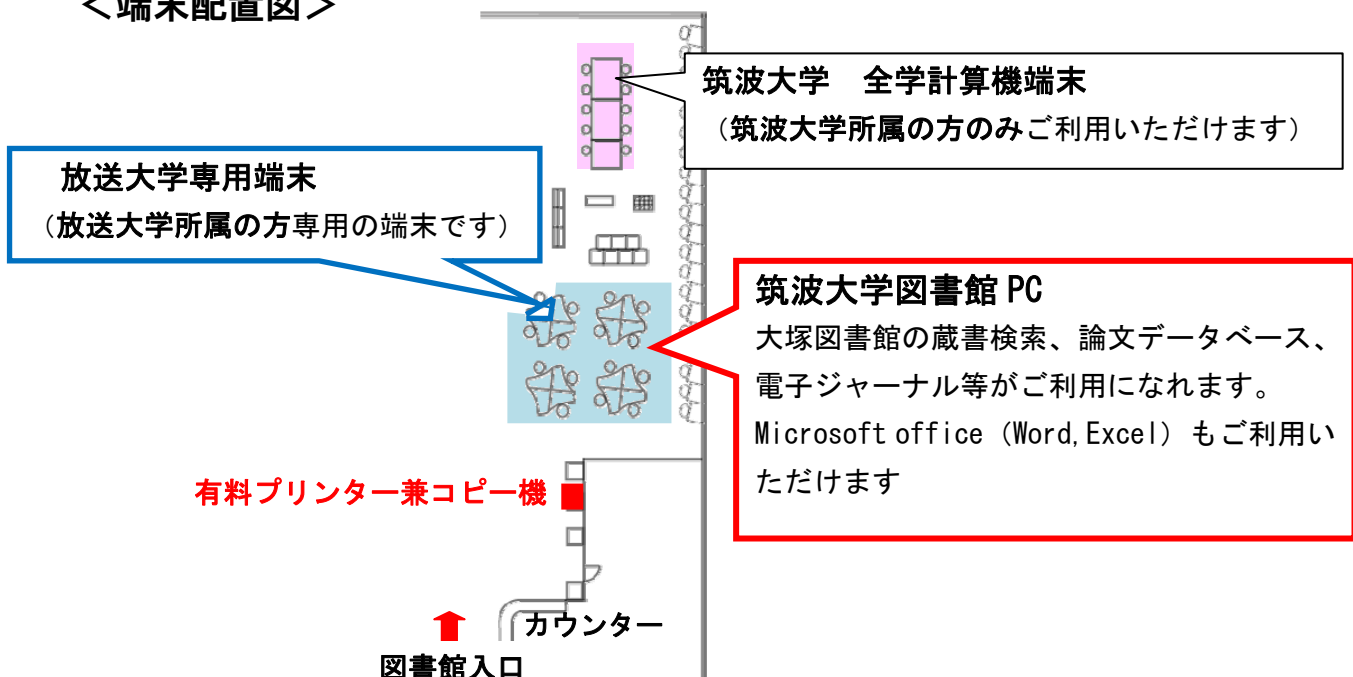 ＜端末配置図＞
筑波大学　全学計算機端末
（筑波大学所属の方のみご利用いただけます）
放送大学専用端末
（放送大学所属の方専用の端末です）
筑波大学図書館 PC
大塚図書館の蔵書検索、論文データベース、
電子ジャーナル等がご利用になれます。
Microsoft office（Word,Excel）もご利用い
ただけます
有料プリンター兼コピー機
カウンター
図書館入口